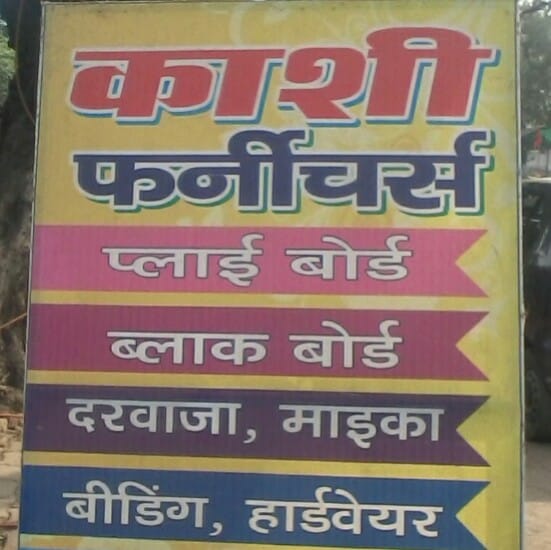 काशी
फर्नीचर्स
प्लाई बोर्ड
ब्लाक बोर्ड
दरवाजा, माइका
बीडिंग, हार्डवेयर